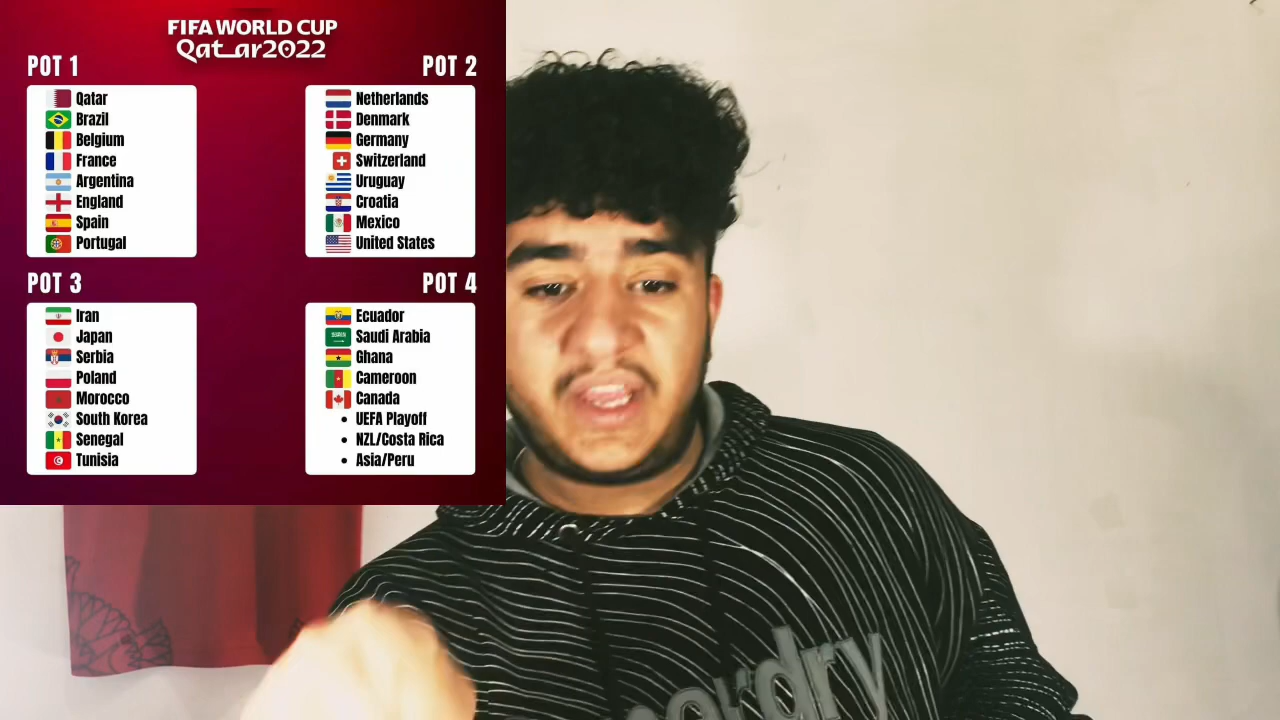 FIFA WORLD CUP
Qatar2022
POT 1
Qatar
Brazil
Belgium
France
Argentina
England
Spain
Portugal
POT 2
Netherlands
Denmark
Germany
Switzerland
Uruguay
Croatia
Mexico
United States
POT 3
Iran
Japan
Serbia
Poland
Morocco
South Korea
Senegal
Tunisia
POT 4
Ecuador
Saudi Arabia
Ghana
Cameroon
Canada
• UEFA Playoff
• NZL/Costa Rica
• Asia/Peru